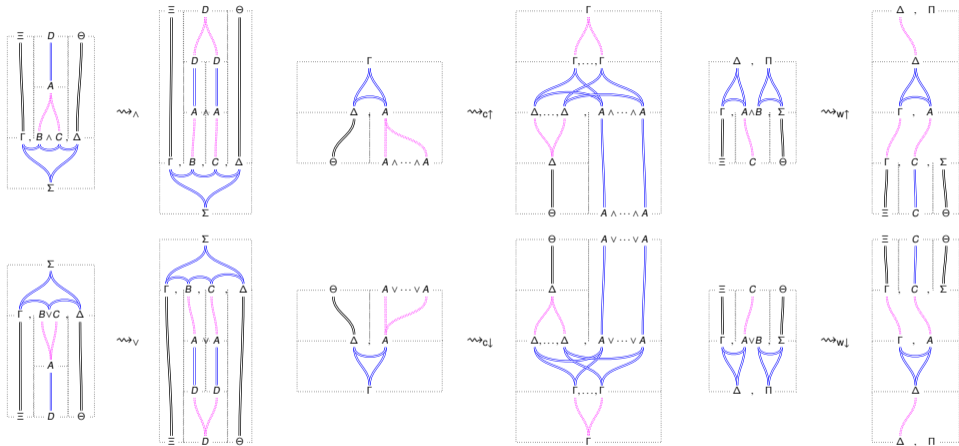 Ξ D Θ
A
Γ , B ∧ C , Δ
Σ
⇝∧
Ξ D Θ
D D
A ∧ A
Γ , B , C , Δ
Σ
Γ
Δ , A
Θ A ∧ ⋯ ∧ A
⇝c↑
Γ
Γ,...,Γ
Δ,...,Δ , A ∧ ⋯ ∧ A
Δ
Θ A ∧ ⋯ ∧ A
Δ , Π
Γ , A∧B , Σ
Ξ C Θ
⇝w↑
Δ , Π
Δ
Γ , A
Γ , C , Σ
Ξ C Θ
Σ
Γ , B∨C , Δ
A
Ξ D Θ
⇝∨
Σ
Γ , B , C , Δ
A ∨ A
D D
Ξ D Θ
Θ A ∨ ⋯ ∨ A
Δ , A
Γ
⇝c↓
Θ A ∨ ⋯ ∨ A
Δ
Δ,...,Δ , A ∨ ⋯ ∨ A
Γ,...,Γ
Γ
Ξ C Θ
Γ , A∨B , Σ
Δ , Π
⇝w↓
Ξ C Θ
Γ , C , Σ
Γ , A
Δ
Δ , Π